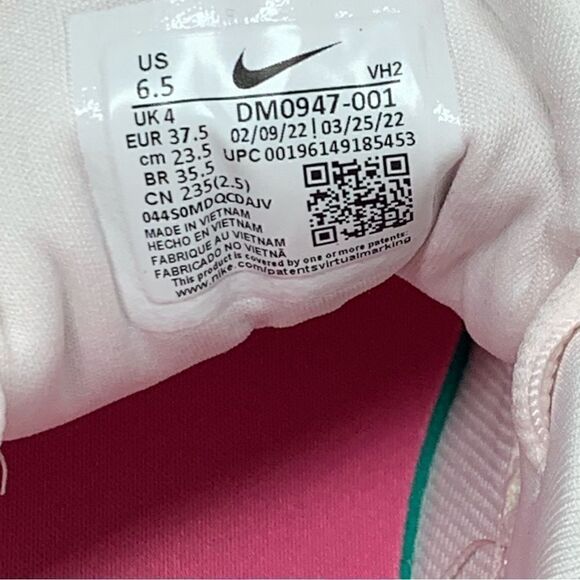 US
6.5
VH2
UK 4
DM0947-001
EUR 37.5
02/09/22 | 03/25/22
cm 23.5
UPC 00196149185453
BR 35.5
CN 235(2.5)
044S0MDQCDAJV
MADE IN VIETNAM
HECHO EN VIETNAM
FABRIQUE AU VIETNAM
FABRICADO NO VIETNÃ
This product is covered by one or more patents:
www.nike.com/patentsvirtualmarking